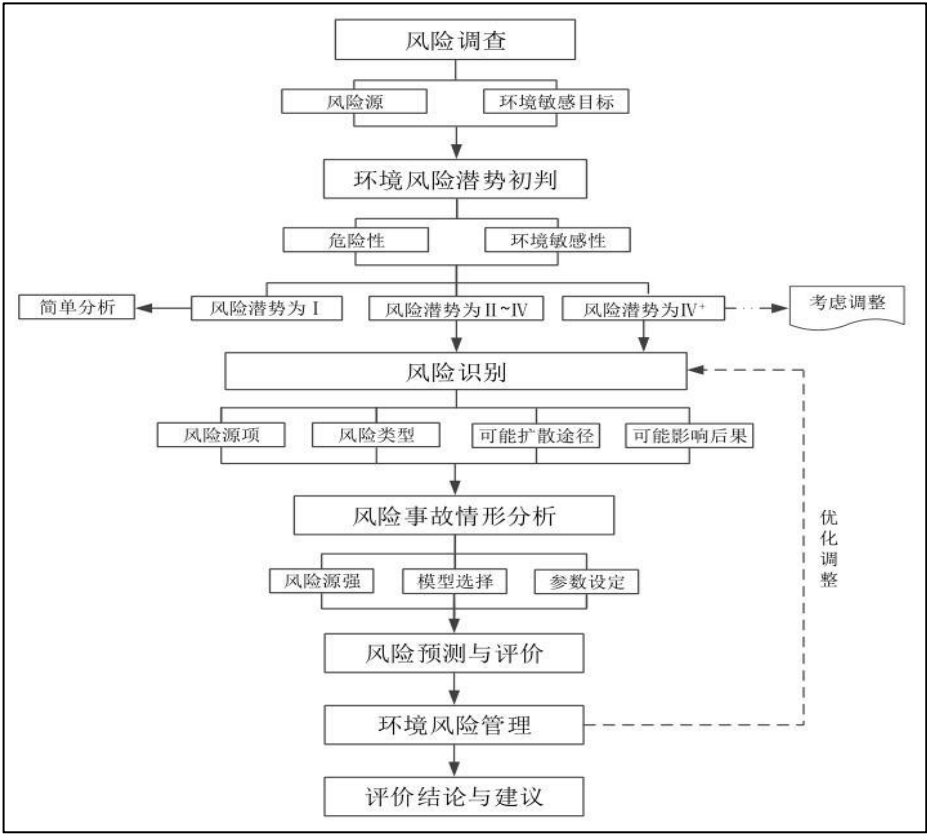 风险调查
风险源
环境敏感目标
环境风险潜势初判
危险性
环境敏感性
简单分析
风险潜势为Ⅰ
风险潜势为Ⅱ~Ⅳ
风险潜势为Ⅳ⁺
考虑调整
风险识别
风险源项
风险类型
可能扩散途径
可能影响后果
风险事故情形分析
优化调整
风险源强
模型选择
参数设定
风险预测与评价
环境风险管理
评价结论与建议